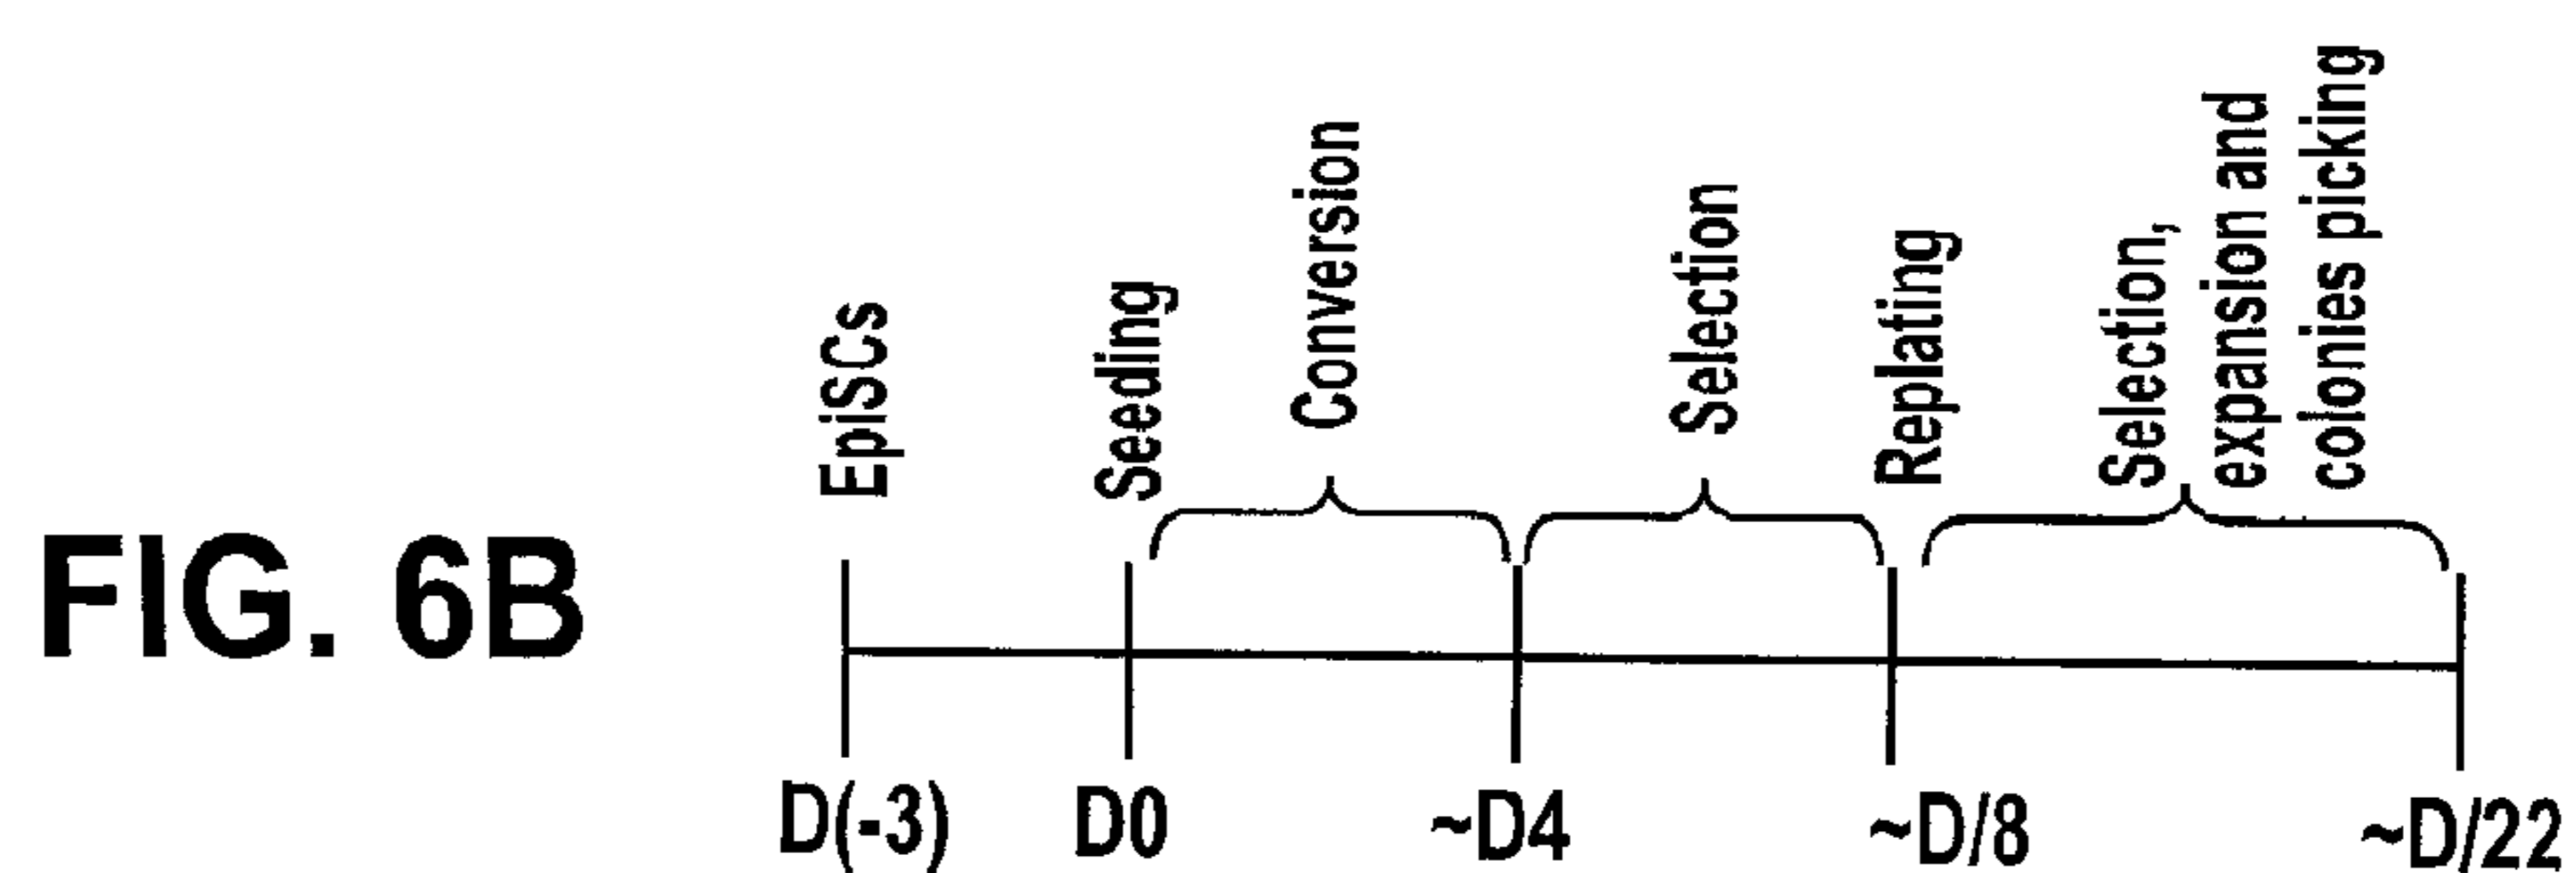 FIG. 6B
EpiSCs
Seeding
Conversion
Selection
Replating
Selection,
expansion and
colonies picking
D(-3)
D0
~D4
~D/8
~D/22